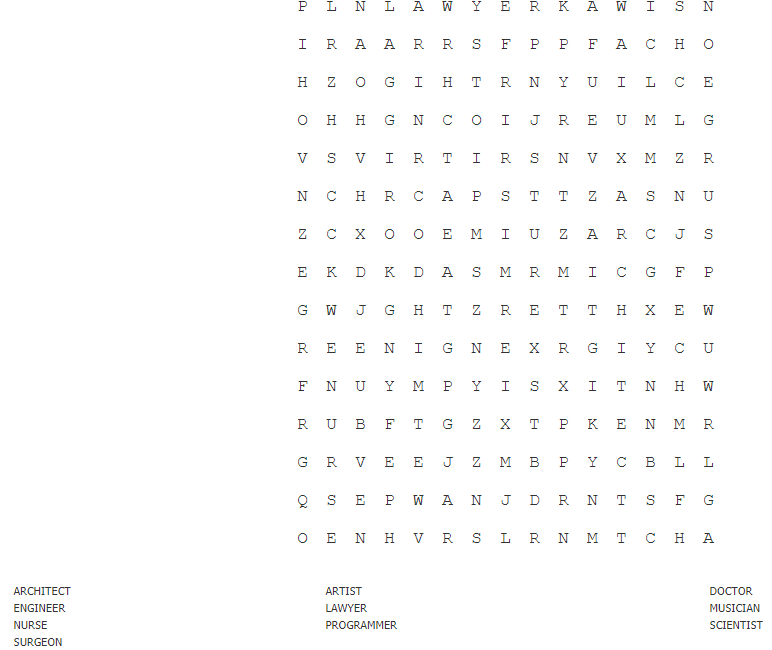 P L N L A W Y E R K A W I S N
I R A A R R S F P P F A C H O
H Z O G I H T R N Y U I L C E
O H H G N C O I J R E U M L G
V S V I R T I R S N V X M Z R
N C H R C A P S T T Z A S N U
Z C X O O E M I U Z A R C J S
E K D K D A S M R M I C G F P
G W J G H T Z R E T T H X E W
R E E N I G N E X R G I Y C U
F N U Y M P Y I S X I T N H W
R U B F T G Z X T P K E N M R
G R V E E J Z M B P Y C B L L
Q S E P W A N J D R N T S F G
O E N H V R S L R N M T C H A
ARCHITECT ARTIST DOCTOR
ENGINEER LAWYER MUSICIAN
NURSE PROGRAMMER SCIENTIST
SURGEON